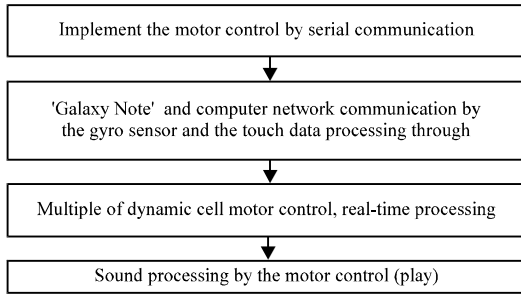 Implement the motor control by serial communication
'Galaxy Note' and computer network communication by
the gyro sensor and the touch data processing through
Multiple of dynamic cell motor control, real-time processing
Sound processing by the motor control (play)